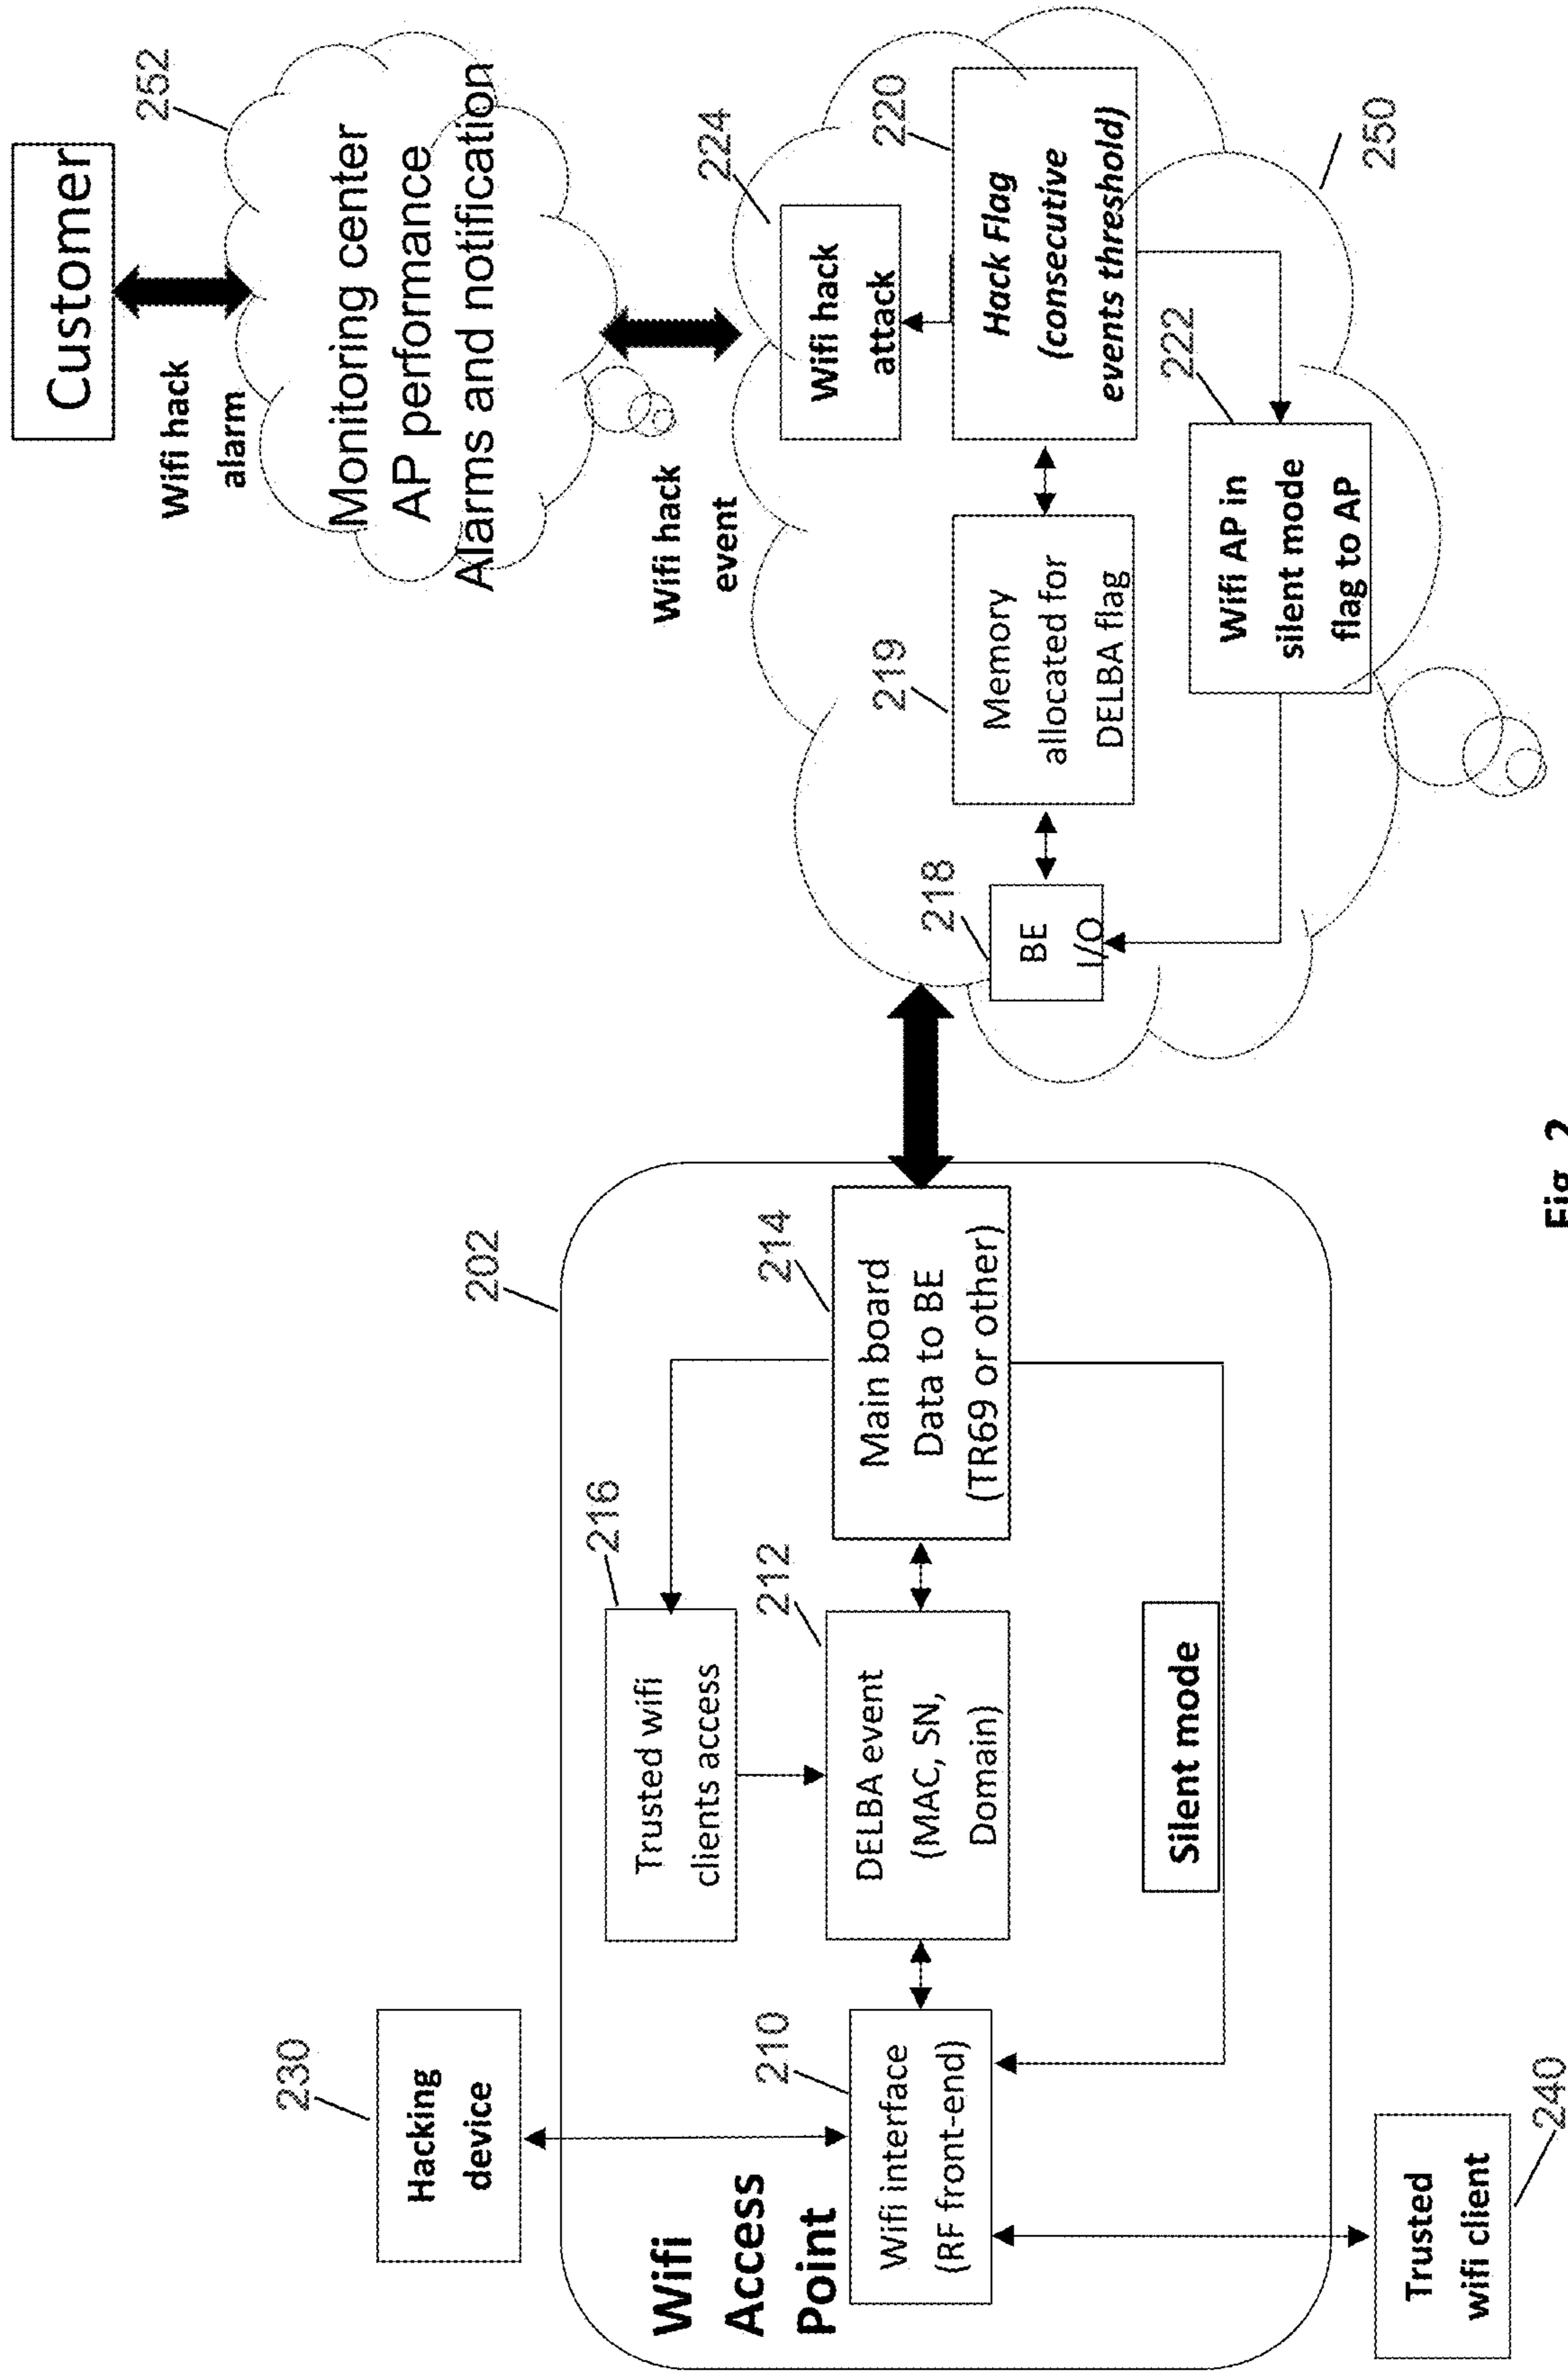 Customer
Wifi hack
alarm
252
Monitoring center
AP performance
Alarms and notification
Wifi hack
event
224
Wifi hack
attack
220
Hack Flag
(consecutive
events threshold)
219
Memory
allocated for
DELBA flag
218
BE
I/O
222
Wifi AP in
silent mode
flag to AP
250
202
214
Main board
Data to BE
(TR69 or other)
216
Trusted wifi
clients access
212
DELBA event
(MAC, SN,
Domain)
Silent mode
230
Hacking
device
Wifi
Access
Point
210
Wifi interface
(RF front-end)
Trusted
wifi client
240
Fig. 2